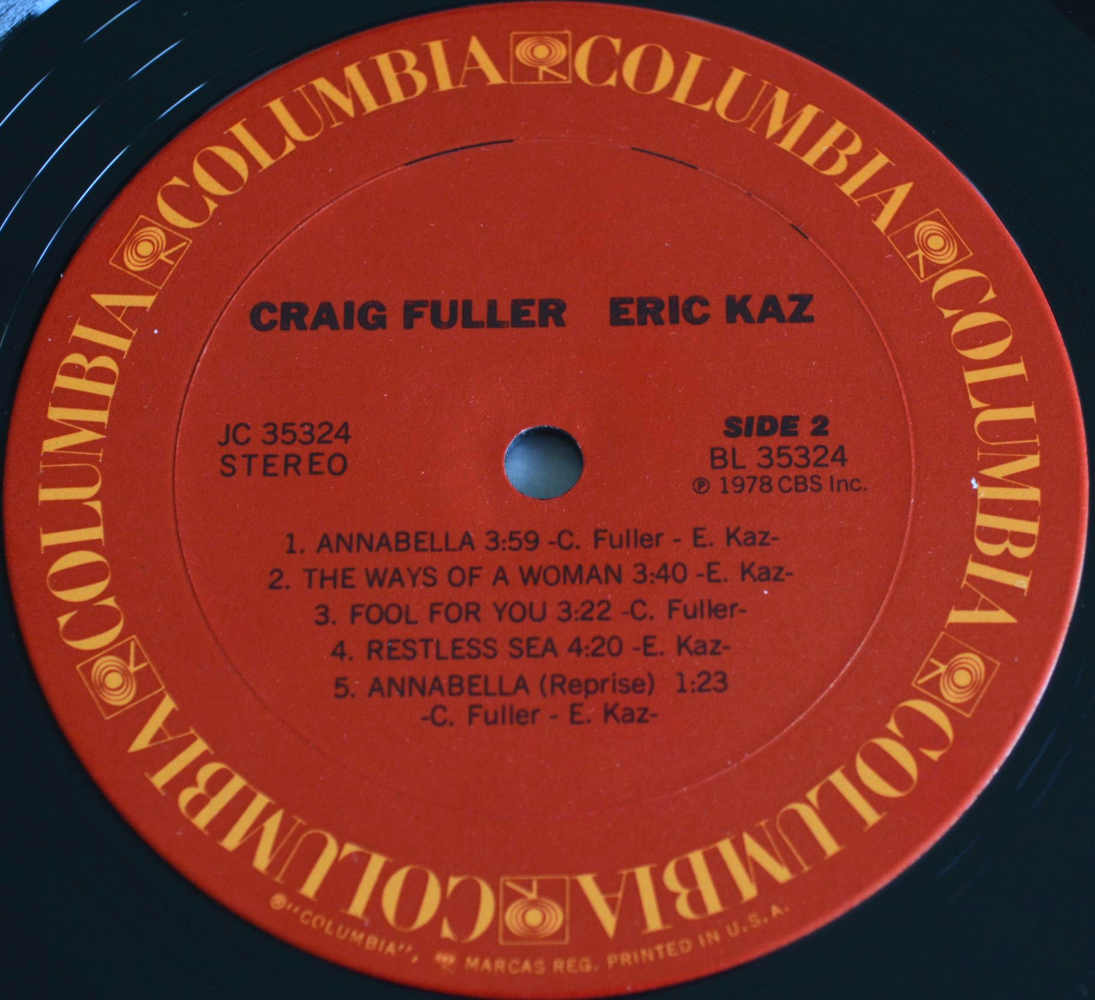 COLUMBIA COLUMBIA COLUMBIA COLUMBIA COLUMBIA COLUMBIA COLUMBIA COLUMBIA
CRAIG FULLER ERIC KAZ
JC 35324
STEREO
SIDE 2
BL 35324
℗ 1978 CBS Inc.
1. ANNABELLA 3:59 -C. Fuller - E. Kaz-
2. THE WAYS OF A WOMAN 3:40 -E. Kaz-
3. FOOL FOR YOU 3:22 -C. Fuller-
4. RESTLESS SEA 4:20 -E. Kaz-
5. ANNABELLA (Reprise) 1:23
-C. Fuller - E. Kaz-
®"COLUMBIA", MARCAS REG. PRINTED IN U.S.A.